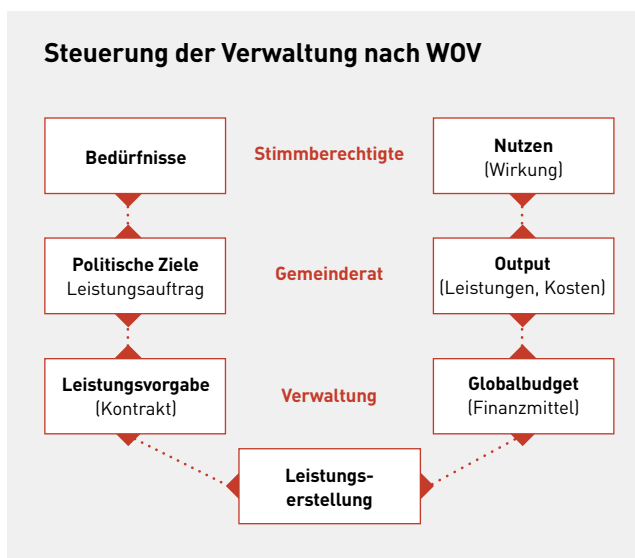 Steuerung der Verwaltung nach WOV
Bedürfnisse
Stimmberechtigte
Nutzen
(Wirkung)
Politische Ziele
Leistungsauftrag
Gemeinderat
Output
(Leistungen, Kosten)
Leistungsvorgabe
(Kontrakt)
Verwaltung
Globalbudget
(Finanzmittel)
Leistungs-
erstellung